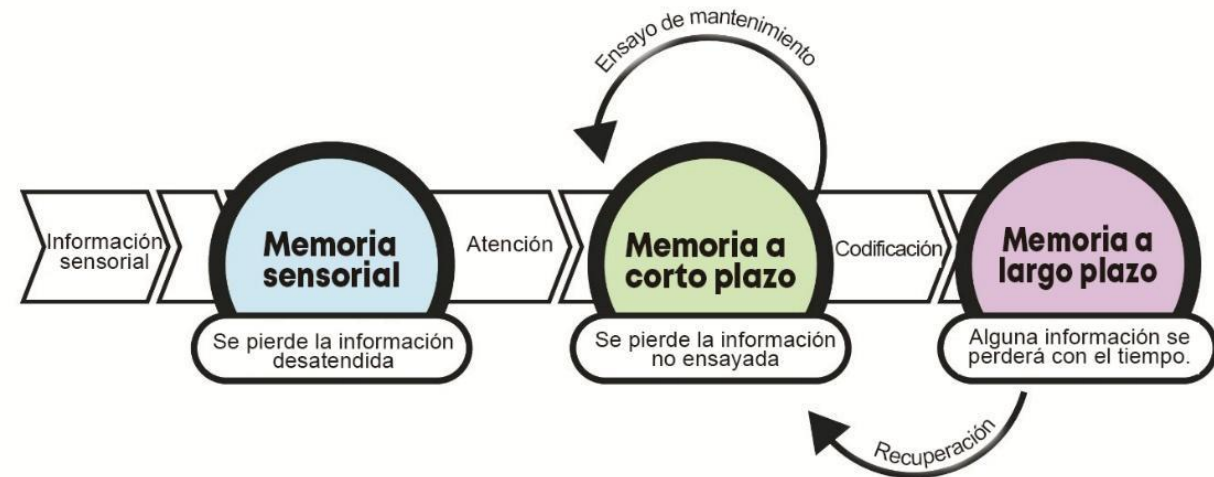 Ensayo de mantenimiento
Información
sensorial
Memoria
sensorial
Se pierde la información
desatendida
Atención
Memoria a
corto plazo
Se pierde la información
no ensayada
Codificación
Memoria a
largo plazo
Alguna información se
perderá con el tiempo.
Recuperación